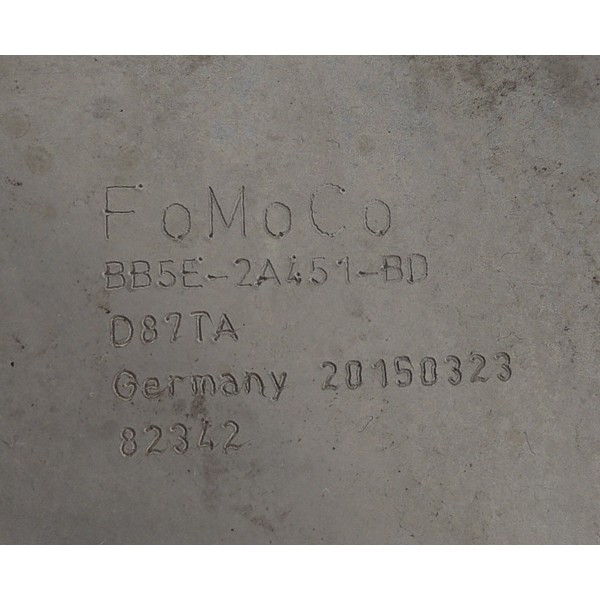 FoMoCo
BB5E-2A451-BD
D87TA
Germany 20150323
82342